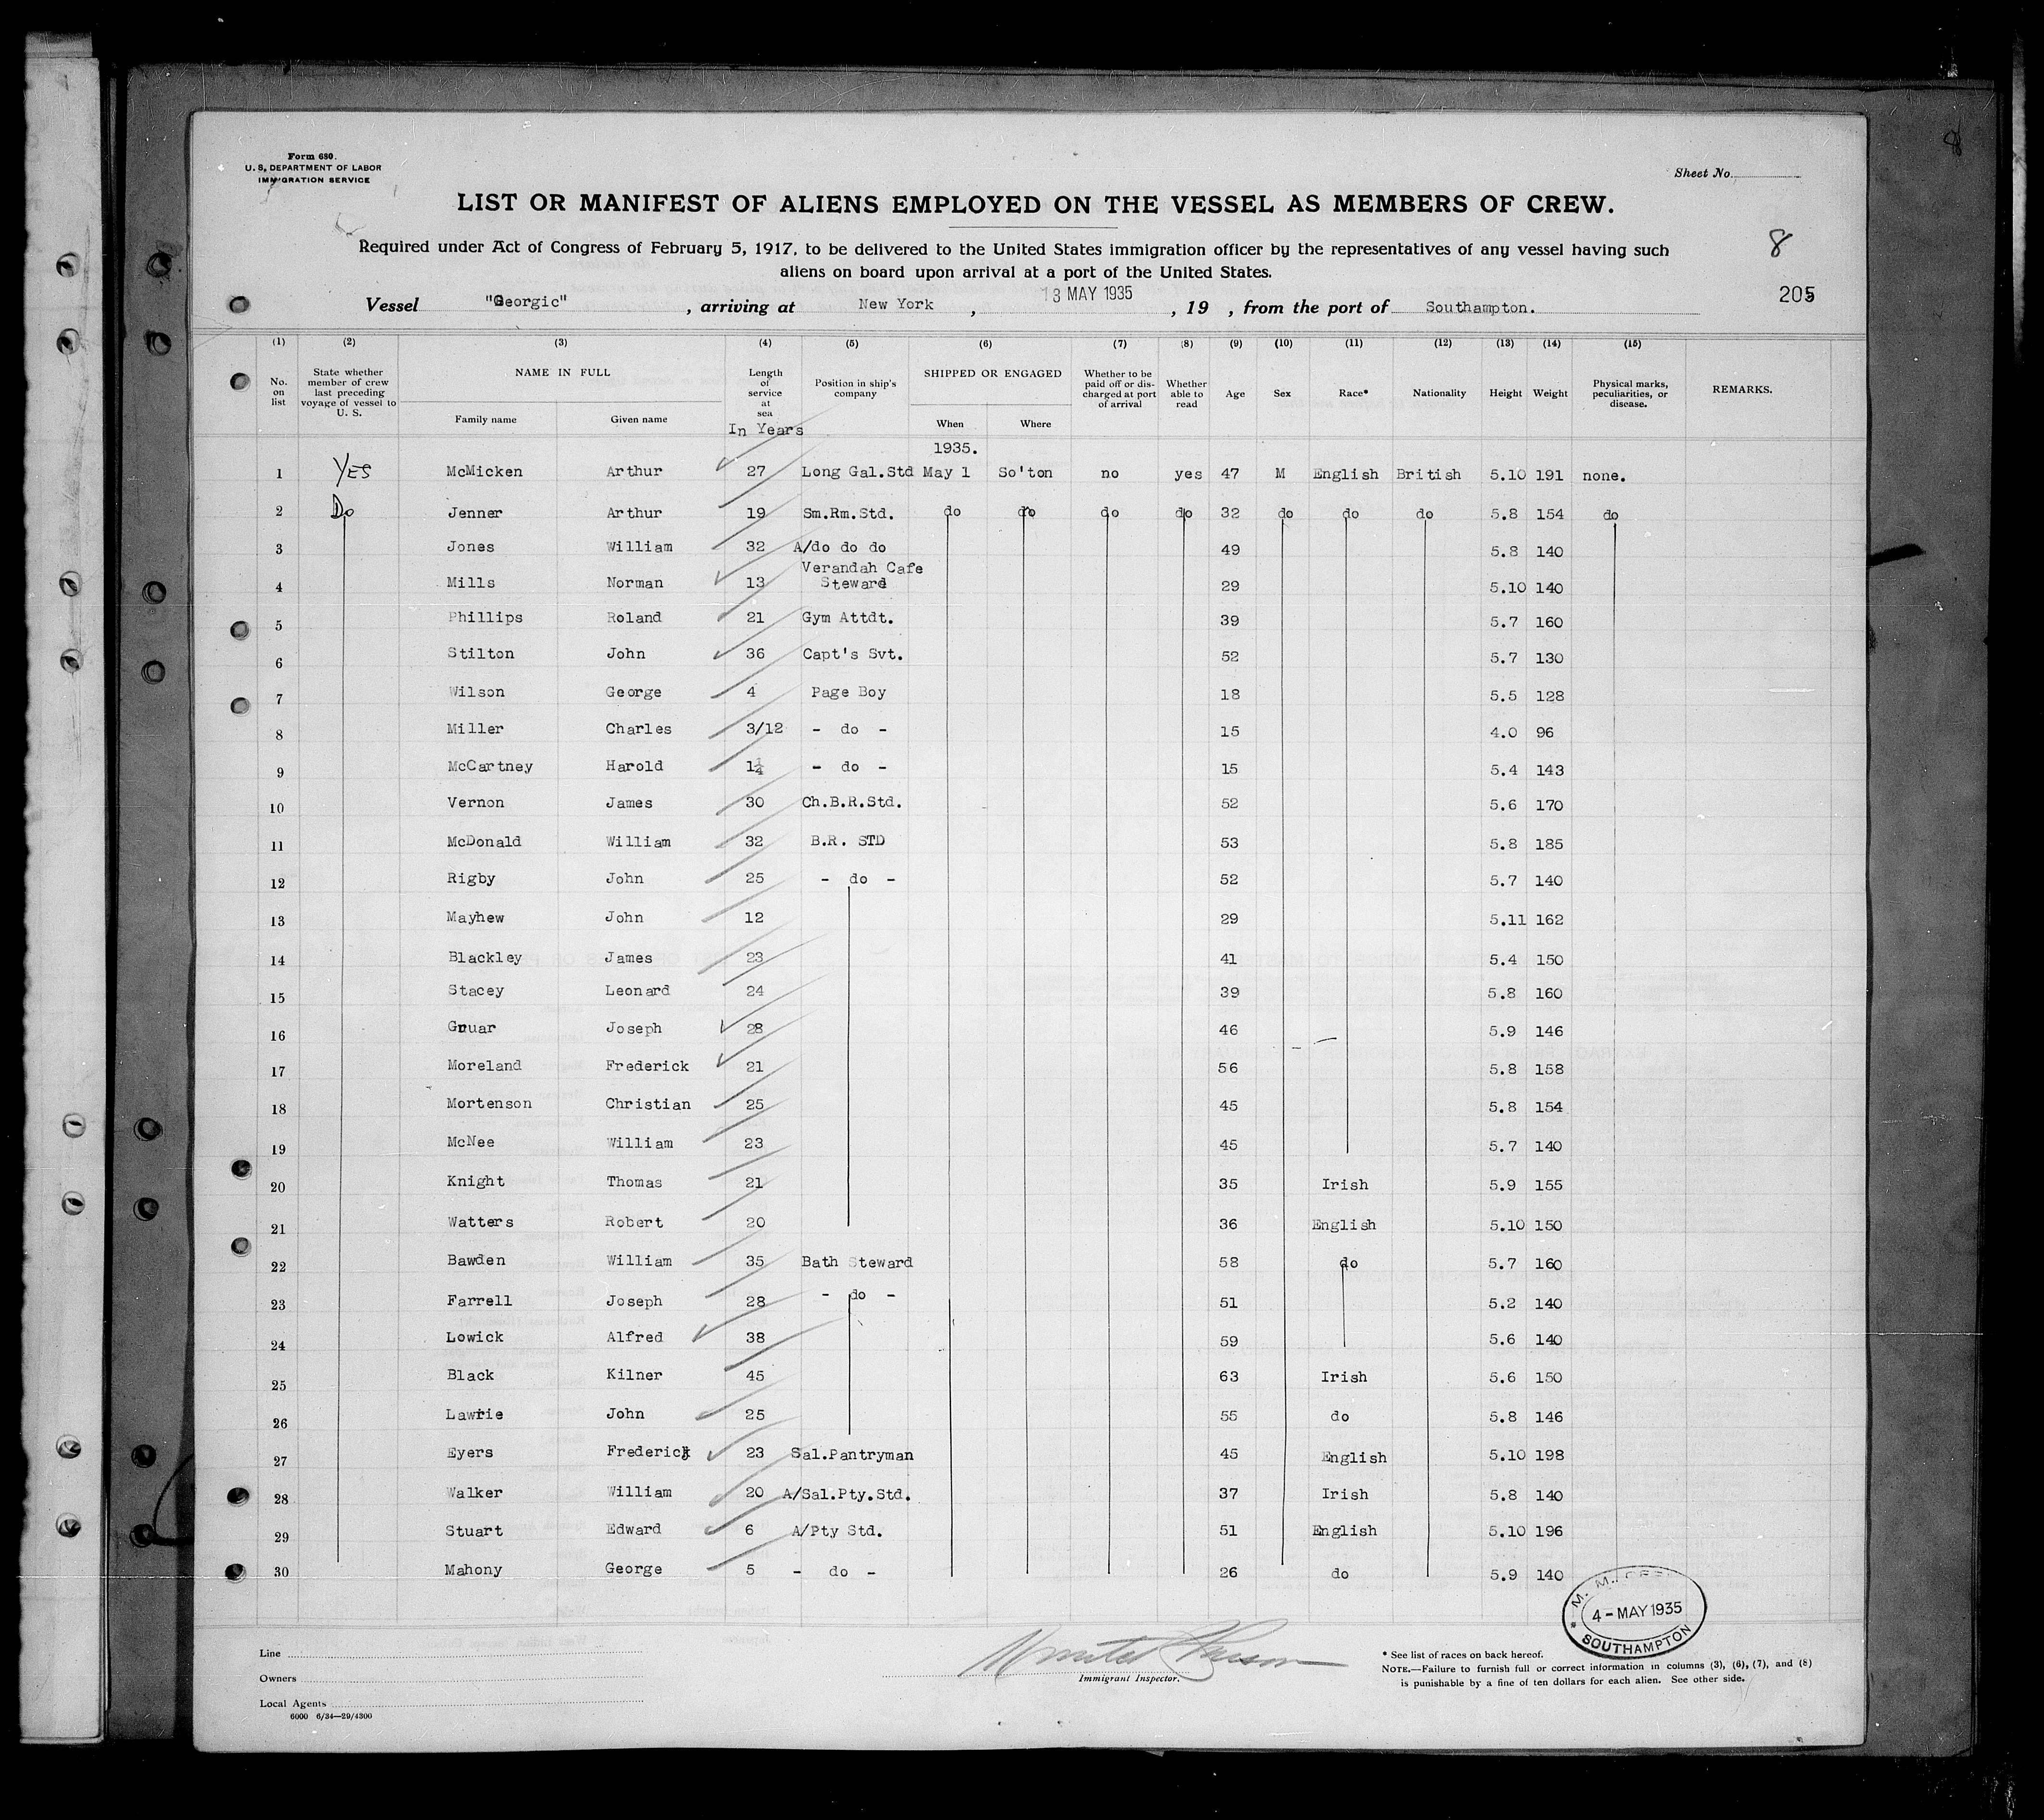 8
Form 680.
U. S. DEPARTMENT OF LABOR
IMMIGRATION SERVICE
Sheet No.
LIST OR MANIFEST OF ALIENS EMPLOYED ON THE VESSEL AS MEMBERS OF CREW.
Required under Act of Congress of February 5, 1917, to be delivered to the United States immigration officer by the representatives of any vessel having such
aliens on board upon arrival at a port of the United States.
8
205
Vessel "Georgic" , arriving at New York , 13 MAY 1935 , 19 , from the port of Southampton.
(1) (2) (3) (4) (5) (6) (7) (8) (9) (10) (11) (12) (13) (14) (15)
No. on list State whether member of crew last preceding voyage of vessel to U. S. NAME IN FULL Family name Given name Length of service at sea In Years Position in ship's company SHIPPED OR ENGAGED When Where Whether to be paid off or discharged at port of arrival Whether able to read Age Sex Race* Nationality Height Weight Physical marks, peculiarities, or disease. REMARKS.
1935.
1 YES McMicken Arthur 27 Long Gal.Std May 1 So'ton no yes 47 M English British 5.10 191 none.
2 Do Jenner Arthur 19 Sm.Rm.Std. do do do do 32 do do do 5.8 154 do
3 Jones William 32 A/do do do 49 5.8 140
4 Mills Norman 13 Verandah Cafe Steward 29 5.10 140
5 Phillips Roland 21 Gym Attdt. 39 5.7 160
6 Stilton John 36 Capt's Svt. 52 5.7 130
7 Wilson George 4 Page Boy 18 5.5 128
8 Miller Charles 3/12 - do - 15 4.0 96
9 McCartney Harold 1¼ - do - 15 5.4 143
10 Vernon James 30 Ch.B.R.Std. 52 5.6 170
11 McDonald William 32 B.R. STD 53 5.8 185
12 Rigby John 25 - do - 52 5.7 140
13 Mayhew John 12 29 5.11 162
14 Blackley James 23 41 5.4 150
15 Stacey Leonard 24 39 5.8 160
16 Gruar Joseph 28 46 5.9 146
17 Moreland Frederick 21 56 5.8 158
18 Mortenson Christian 25 45 5.8 154
19 McNee William 23 45 5.7 140
20 Knight Thomas 21 35 Irish 5.9 155
21 Watters Robert 20 36 English 5.10 150
22 Bawden William 35 Bath Steward 58 do 5.7 160
23 Farrell Joseph 28 - do - 51 5.2 140
24 Lowick Alfred 38 59 5.6 140
25 Black Kilner 45 63 Irish 5.6 150
26 Lawrie John 25 55 do 5.8 146
27 Eyers Frederick 23 Sal.Pantryman 45 English 5.10 198
28 Walker William 20 A/Sal.Pty.Std. 37 Irish 5.8 140
29 Stuart Edward 6 A/Pty Std. 51 English 5.10 196
30 Mahony George 5 - do - 26 do 5.9 140
4 - MAY 1935
SOUTHAMPTON
Line
Owners
Local Agents
6000 6/34—29/4300
Immigrant Inspector.
* See list of races on back hereof.
NOTE.—Failure to furnish full or correct information in columns (3), (6), (7), and (8)
is punishable by a fine of ten dollars for each alien. See other side.